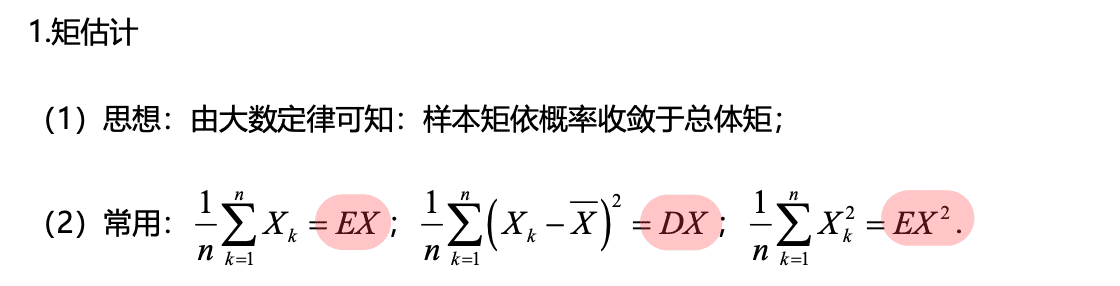 1.矩估计
（1）思想：由大数定律可知：样本矩依概率收敛于总体矩；
（2）常用：$\frac{1}{n}\sum_{k=1}^{n}X_k=EX$；$\frac{1}{n}\sum_{k=1}^{n}\left(X_k-\overline{X}\right)^2=DX$；$\frac{1}{n}\sum_{k=1}^{n}X_k^2=EX^2.$